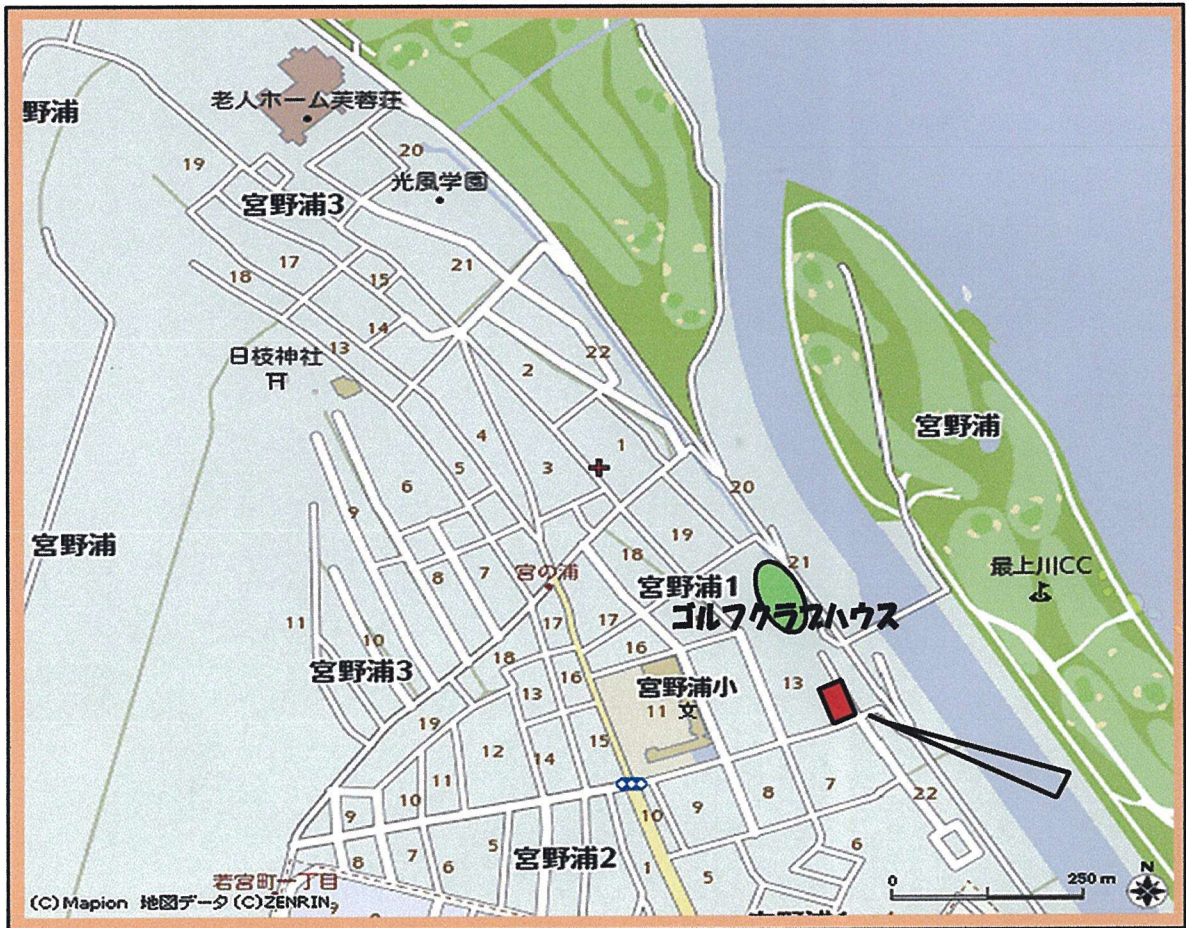 老人ホーム芙蓉荘
野浦
20
19
光風学園
宮野浦3
17
21
18
15
14
13
日枝神社
22
2
宮野浦
4
1
3
5
6
20
9
19
宮野浦
18
21
最上川CC
宮の浦
8
7
宮野浦1
ゴルフクラブハウス
11
17
17
10
16
18
宮野浦3
16
13
宮野浦小
13
文
11
19
15
12
14
11
8
7
22
10
9
10
9
5
6
宮野浦2
8
7
6
1
5
若宮町一丁目
N
0
250 m
(C)Mapion 地図データ(C)ZENRIN